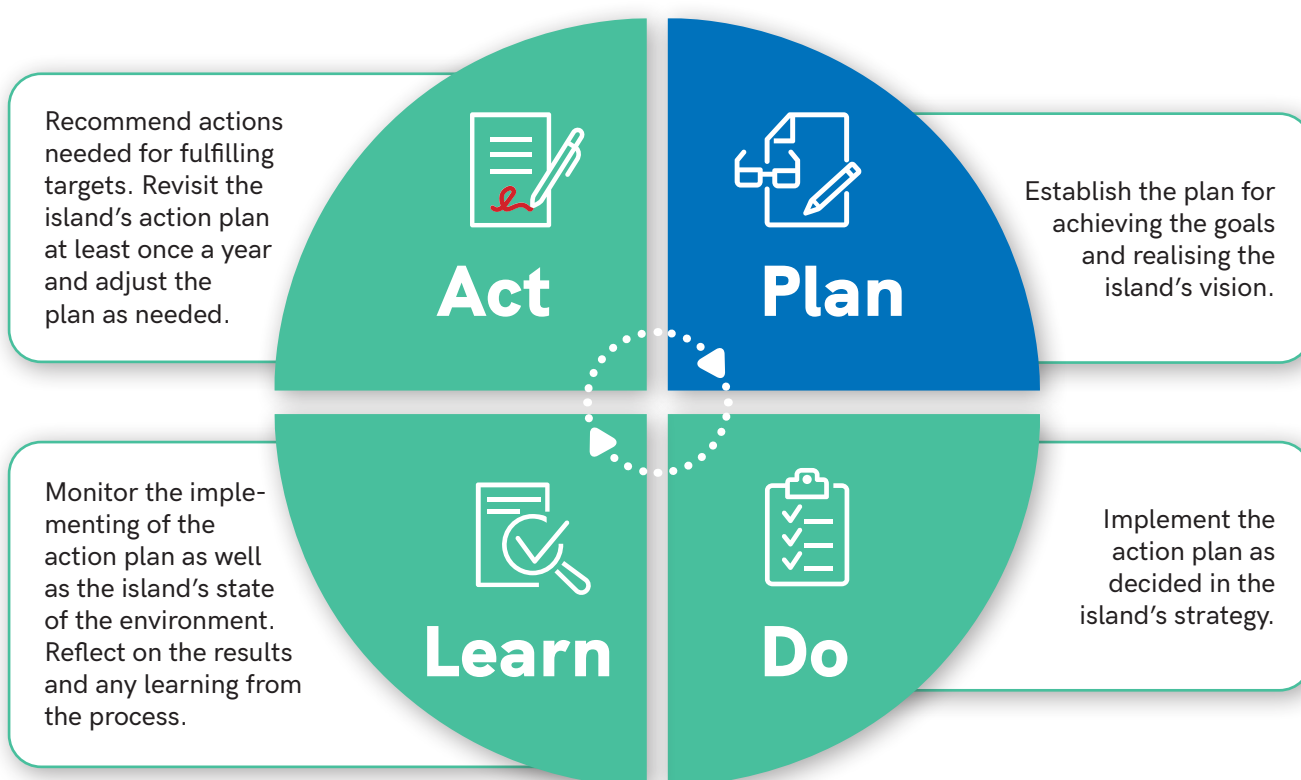 Recommend actions
needed for fulfilling
targets. Revisit the
island’s action plan
at least once a year
and adjust the
plan as needed.
Act
Plan
Establish the plan for
achieving the goals
and realising the
island’s vision.
Monitor the imple-
menting of the
action plan as well
as the island’s state
of the environment.
Reflect on the results
and any learning from
the process.
Learn
Do
Implement the
action plan as
decided in the
island’s strategy.